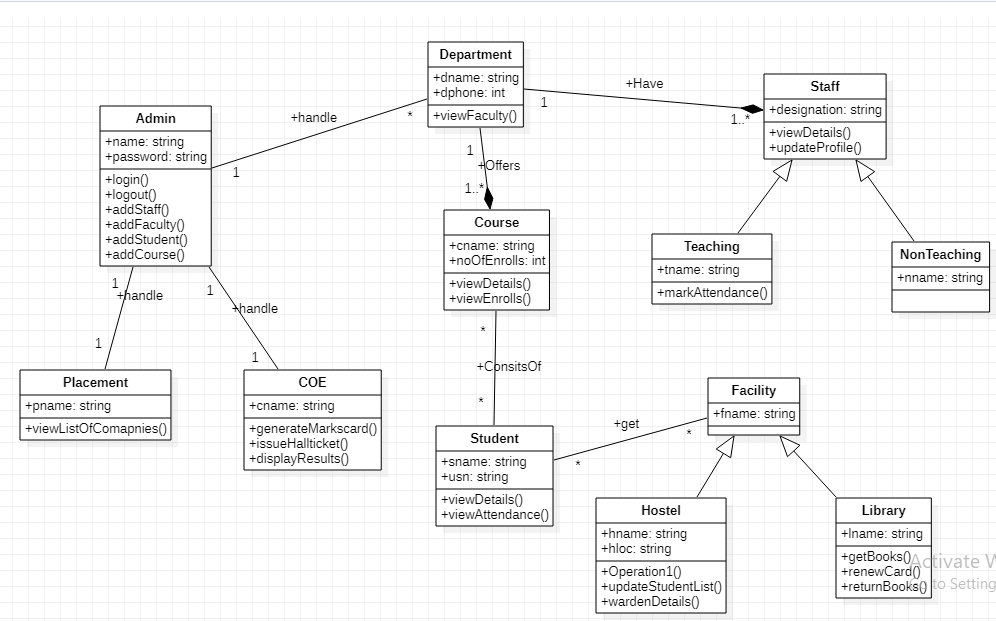 Department
+dname: string
+dphone: int
+viewFaculty()
+Have
1
1..*
Staff
+designation: string
+viewDetails()
+updateProfile()
+handle
*
1
Admin
+name: string
+password: string
+login()
+logout()
+addStaff()
+addFaculty()
+addStudent()
+addCourse()
1
+Offers
1..*
Course
+cname: string
+noOfEnrolls: int
+viewDetails()
+viewEnrolls()
Teaching
+tname: string
+markAttendance()
NonTeaching
+nname: string
1
+handle
1
1
+handle
1
Placement
+pname: string
+viewListOfComapnies()
COE
+cname: string
+generateMarkscard()
+issueHallticket()
+displayResults()
*
+ConsitsOf
*
Student
+sname: string
+usn: string
+viewDetails()
+viewAttendance()
+get
*
*
Facility
+fname: string
Hostel
+hname: string
+hloc: string
+Operation1()
+updateStudentList()
+wardenDetails()
Library
+lname: string
+getBooks()
+renewCard()
+returnBooks()
Activate W
to Setting